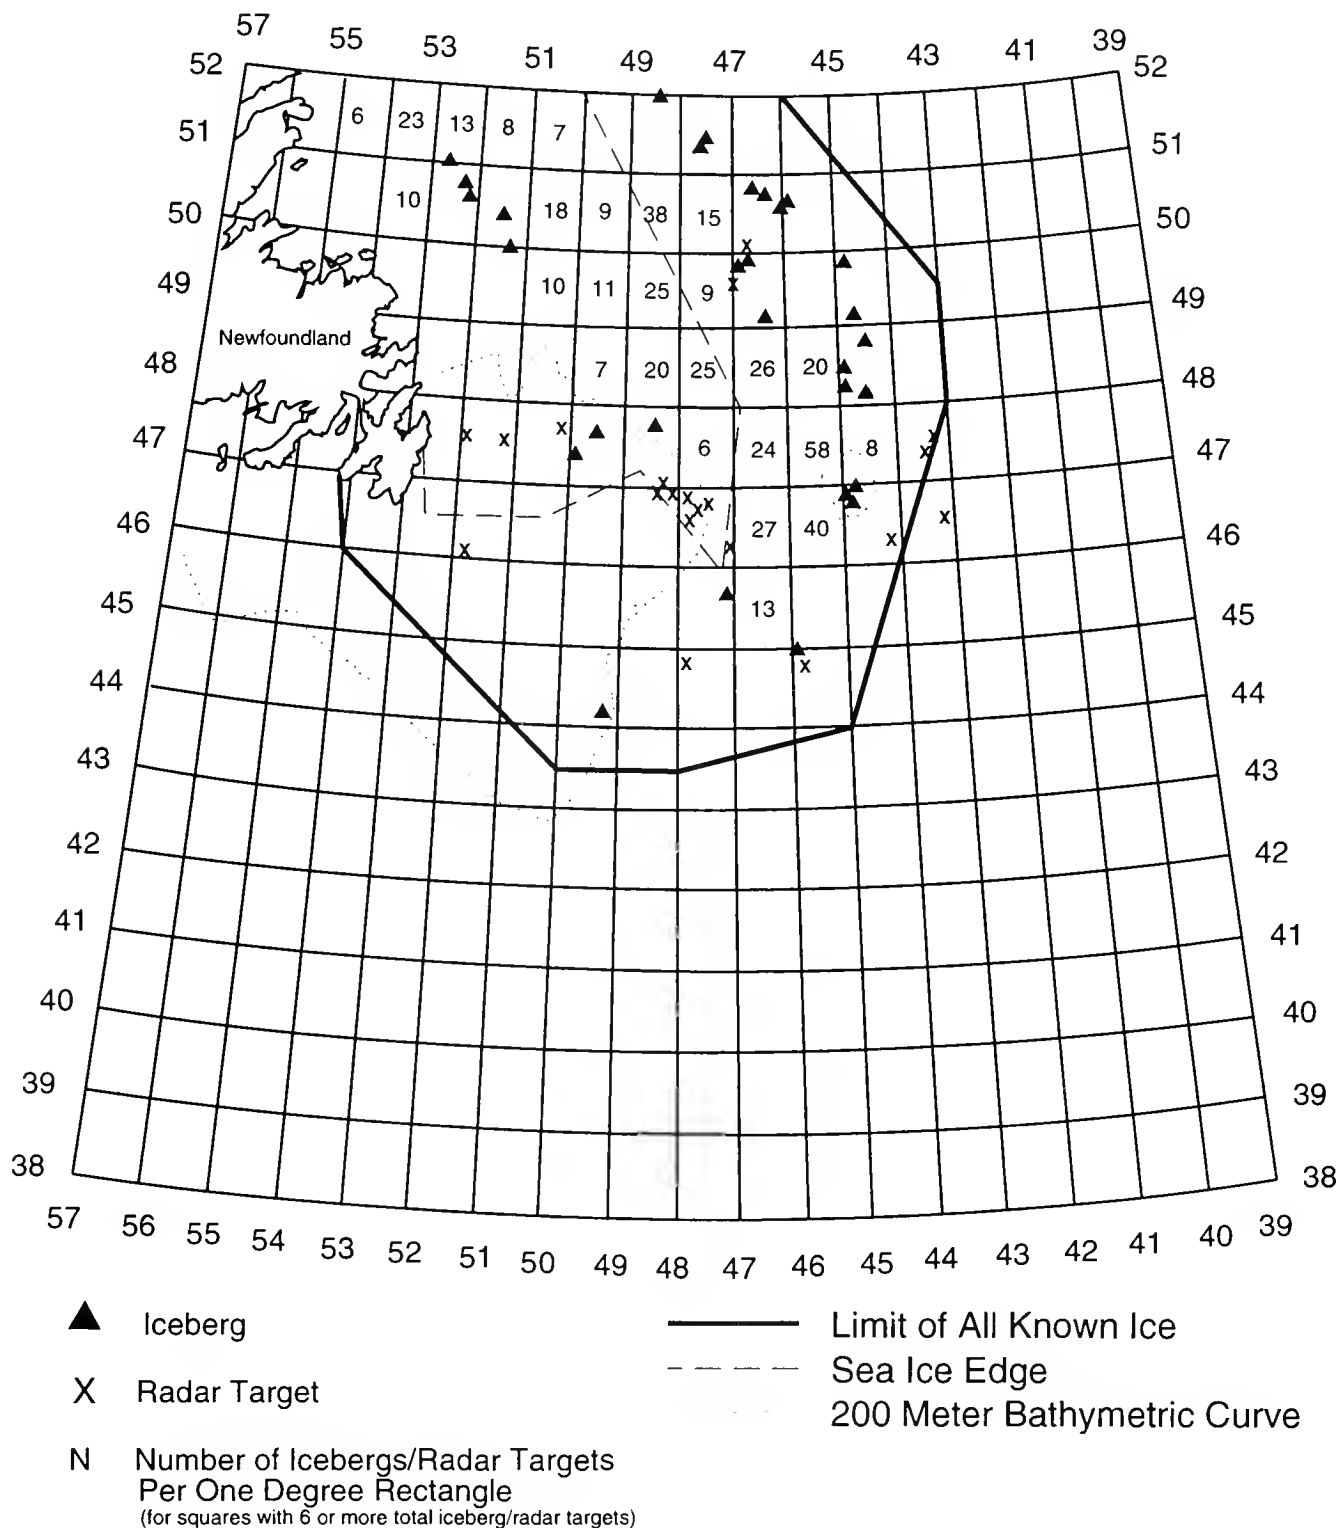 57 55 53 51 49 47 45 43 41 39
52 52
6 23 13 8 7
51 51
10 18 9 38 15
50 50
10 11 25 9
49 49
Newfoundland
7 20 25 26 20
48 48
6 24 58 8
47 47
27 40
46 46
13
45 45
44 44
43 43
42 42
41 41
40 40
39 39
38 38
57 56 55 54 53 52 51 50 49 48 47 46 45 44 43 42 41 40 39
Iceberg
X Radar Target
N Number of Icebergs/Radar Targets
Per One Degree Rectangle
(for squares with 6 or more total iceberg/radar targets)
Limit of All Known Ice
Sea Ice Edge
200 Meter Bathymetric Curve